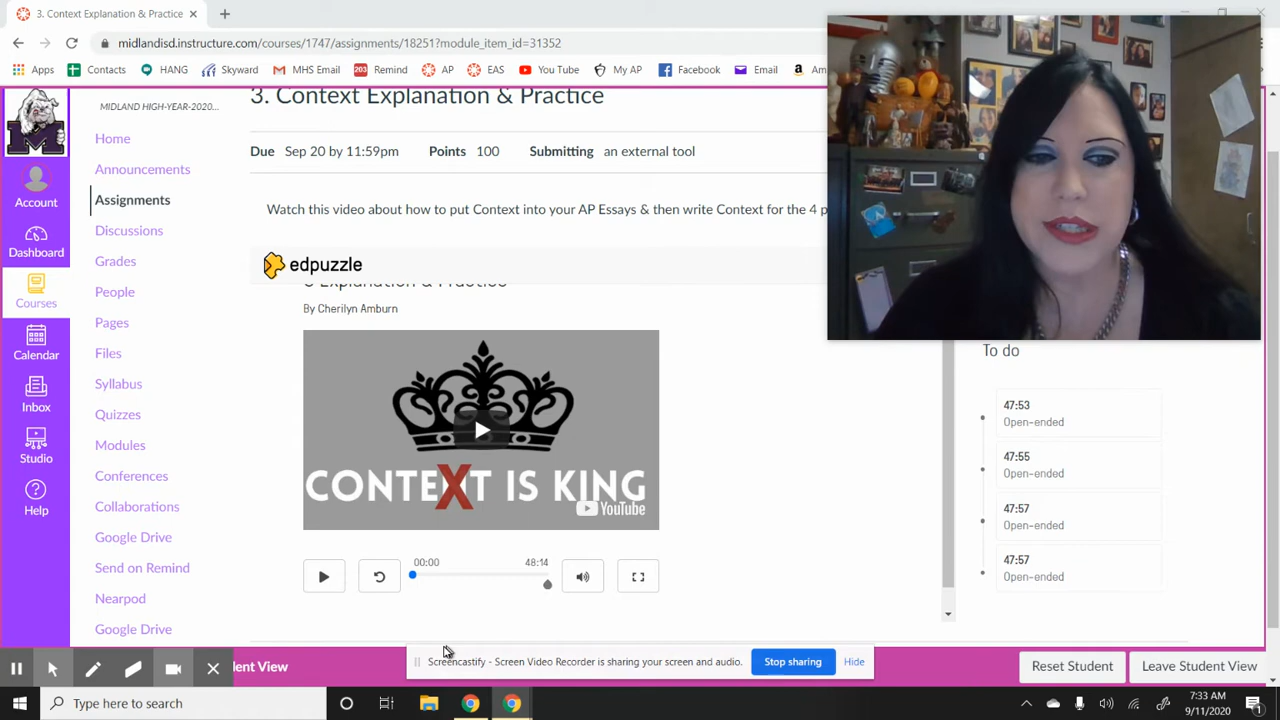 3. Context Explanation & Practice
midlandisd.instructure.com/courses/1747/assignments/18251?module_item_id=31352
Apps Contacts HANG Skyward MHS Email 203 Remind AP EAS You Tube My AP Facebook Email Am
MIDLAND HIGH-YEAR-2020...
M
Account
Dashboard
Courses
Calendar
Inbox
Studio
Help
Home
Announcements
Assignments
Discussions
Grades
People
Pages
Files
Syllabus
Quizzes
Modules
Conferences
Collaborations
Google Drive
Send on Remind
Nearpod
Google Drive
3. Context Explanation & Practice
Due Sep 20 by 11:59pm Points 100 Submitting an external tool
Watch this video about how to put Context into your AP Essays & then write Context for the 4 p
edpuzzle
Explanation & Practice
By Cherilyn Amburn
CONTEXT IS KING
YouTube
00:00 48:14
To do
47:53
Open-ended
47:55
Open-ended
47:57
Open-ended
47:57
Open-ended
dent View
Screencastify - Screen Video Recorder is sharing your screen and audio. Stop sharing Hide
Reset Student Leave Student View
Type here to search
7:33 AM
9/11/2020
1